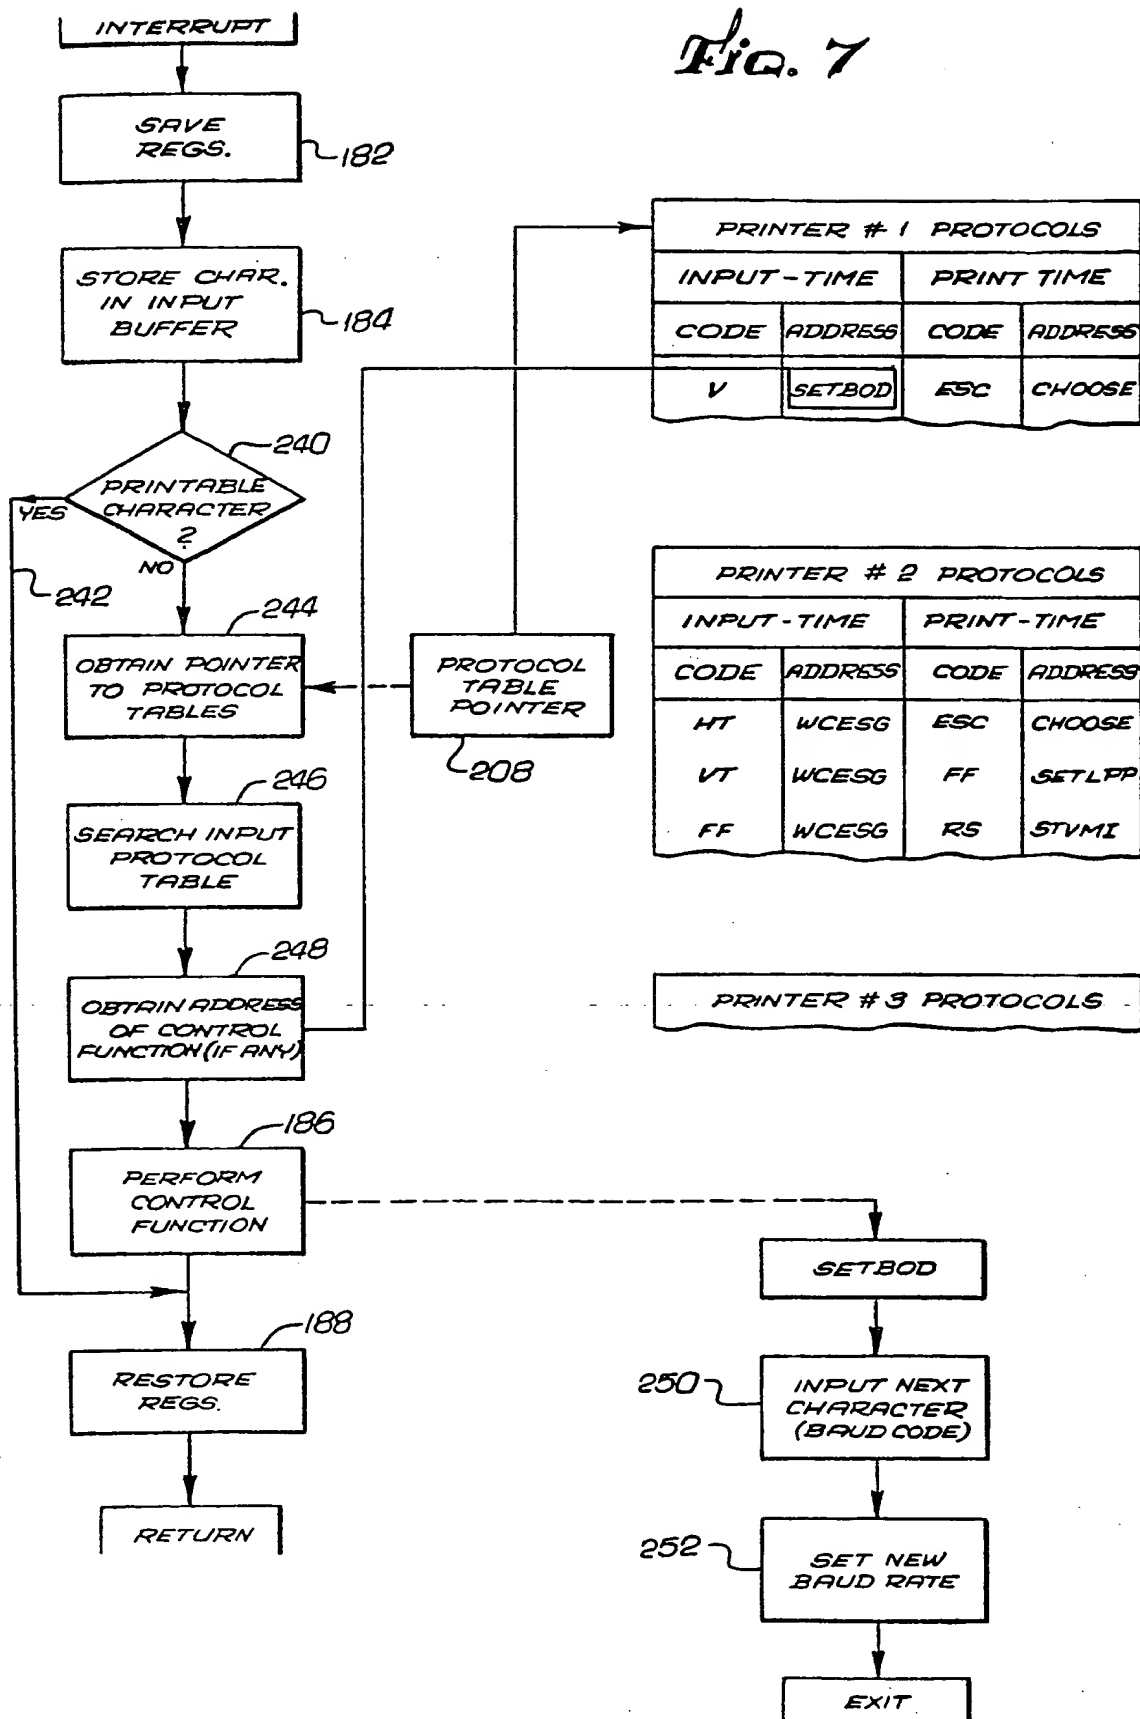 Fig. 7
INTERRUPT
SAVE
REGS.
182
STORE CHAR.
IN INPUT
BUFFER
184
240
PRINTABLE
CHARACTER
?
YES
NO
242
244
OBTAIN POINTER
TO PROTOCOL
TABLES
PROTOCOL
TABLE
POINTER
208
246
SEARCH INPUT
PROTOCOL
TABLE
248
OBTAIN ADDRESS
OF CONTROL
FUNCTION (IF ANY)
186
PERFORM
CONTROL
FUNCTION
188
RESTORE
REGS.
RETURN
PRINTER # 1 PROTOCOLS
INPUT-TIME PRINT TIME
CODE ADDRESS CODE ADDRESS
V SETBOD ESC CHOOSE
PRINTER # 2 PROTOCOLS
INPUT-TIME PRINT-TIME
CODE ADDRESS CODE ADDRESS
HT WCESG ESC CHOOSE
VT WCESG FF SETLPP
FF WCESG RS STVMI
PRINTER #3 PROTOCOLS
SETBOD
250
INPUT NEXT
CHARACTER
(BAUD CODE)
252
SET NEW
BAUD RATE
EXIT